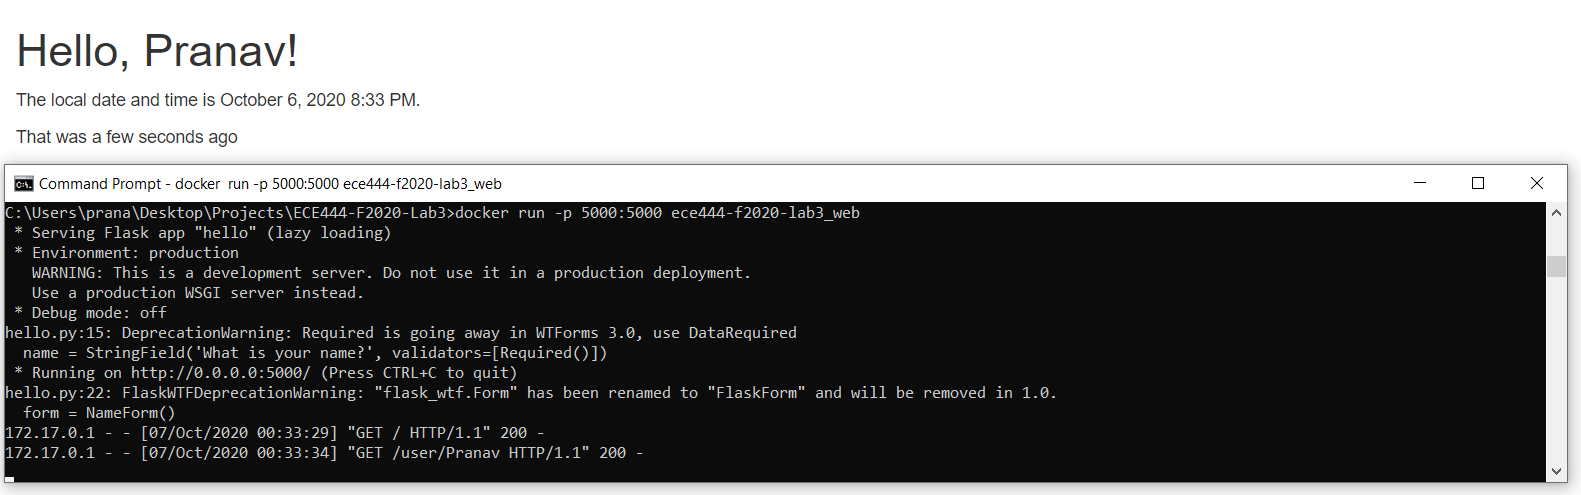 Hello, Pranav!
The local date and time is October 6, 2020 8:33 PM.
That was a few seconds ago
Command Prompt - docker  run -p 5000:5000 ece444-f2020-lab3_web
C:\Users\prana\Desktop\Projects\ECE444-F2020-Lab3>docker run -p 5000:5000 ece444-f2020-lab3_web
 * Serving Flask app "hello" (lazy loading)
 * Environment: production
   WARNING: This is a development server. Do not use it in a production deployment.
   Use a production WSGI server instead.
 * Debug mode: off
hello.py:15: DeprecationWarning: Required is going away in WTForms 3.0, use DataRequired
  name = StringField('What is your name?', validators=[Required()])
 * Running on http://0.0.0.0:5000/ (Press CTRL+C to quit)
hello.py:22: FlaskWTFDeprecationWarning: "flask_wtf.Form" has been renamed to "FlaskForm" and will be removed in 1.0.
  form = NameForm()
172.17.0.1 - - [07/Oct/2020 00:33:29] "GET / HTTP/1.1" 200 -
172.17.0.1 - - [07/Oct/2020 00:33:34] "GET /user/Pranav HTTP/1.1" 200 -